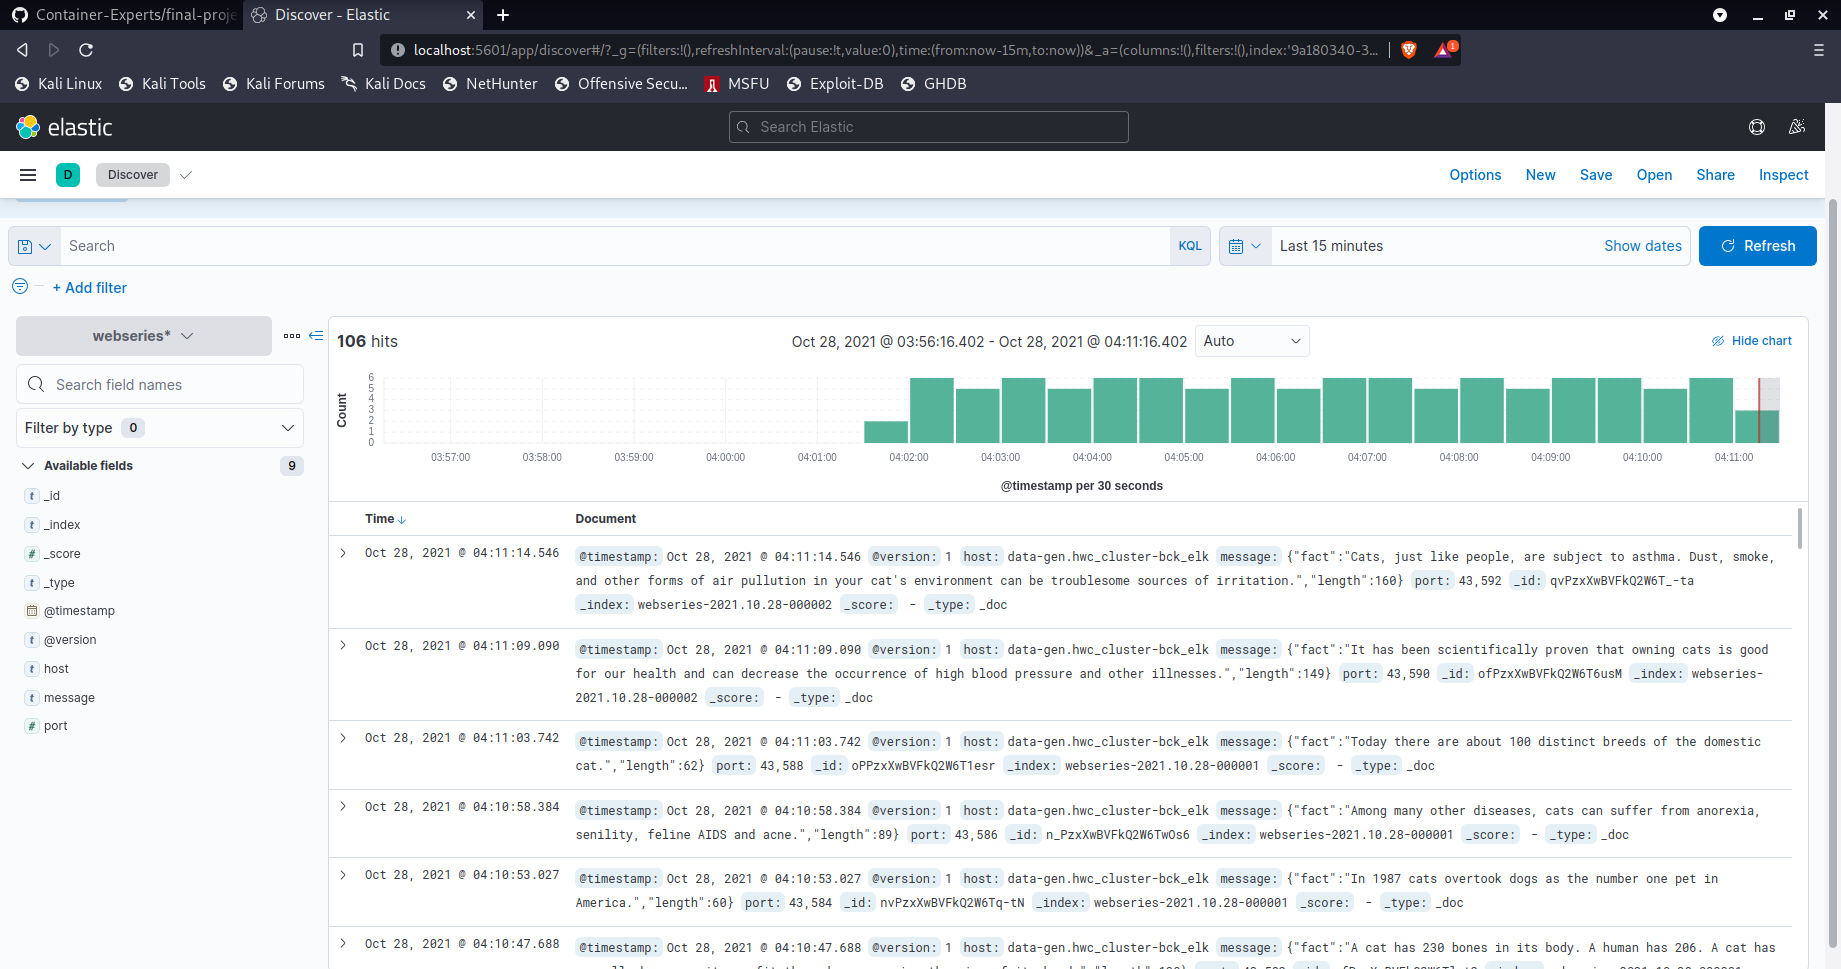 Container-Experts/final-proje
Discover - Elastic
localhost:5601/app/discover#/?_g=(filters:!(),refreshInterval:(pause:!t,value:0),time:(from:now-15m,to:now))&_a=(columns:!(),filters:!(),index:'9a180340-3...
1
Kali Linux Kali Tools Kali Forums Kali Docs NetHunter Offensive Secu... MSFU Exploit-DB GHDB
elastic
Search Elastic
D Discover Options New Save Open Share Inspect
Search KQL Last 15 minutes Show dates Refresh
+ Add filter
webseries*
Search field names
Filter by type 0
Available fields 9
t _id
t _index
# _score
t _type
@timestamp
t @version
t host
t message
# port
106 hits Oct 28, 2021 @ 03:56:16.402 - Oct 28, 2021 @ 04:11:16.402 Auto Hide chart
Count
6
5
4
3
2
1
0
03:57:00 03:58:00 03:59:00 04:00:00 04:01:00 04:02:00 04:03:00 04:04:00 04:05:00 04:06:00 04:07:00 04:08:00 04:09:00 04:10:00 04:11:00
@timestamp per 30 seconds
Time Document
Oct 28, 2021 @ 04:11:14.546 @timestamp: Oct 28, 2021 @ 04:11:14.546 @version: 1 host: data-gen.hwc_cluster-bck_elk message: {"fact":"Cats, just like people, are subject to asthma. Dust, smoke,
and other forms of air pullution in your cat's environment can be troublesome sources of irritation.","length":160} port: 43,592 _id: qvPzxXwBVFkQ2W6T_-ta
_index: webseries-2021.10.28-000002 _score: - _type: _doc
Oct 28, 2021 @ 04:11:09.090 @timestamp: Oct 28, 2021 @ 04:11:09.090 @version: 1 host: data-gen.hwc_cluster-bck_elk message: {"fact":"It has been scientifically proven that owning cats is good
for our health and can decrease the occurrence of high blood pressure and other illnesses.","length":149} port: 43,590 _id: ofPzxXwBVFkQ2W6T6usM _index: webseries-
2021.10.28-000002 _score: - _type: _doc
Oct 28, 2021 @ 04:11:03.742 @timestamp: Oct 28, 2021 @ 04:11:03.742 @version: 1 host: data-gen.hwc_cluster-bck_elk message: {"fact":"Today there are about 100 distinct breeds of the domestic
cat.","length":62} port: 43,588 _id: oPPzxXwBVFkQ2W6T1esr _index: webseries-2021.10.28-000001 _score: - _type: _doc
Oct 28, 2021 @ 04:10:58.384 @timestamp: Oct 28, 2021 @ 04:10:58.384 @version: 1 host: data-gen.hwc_cluster-bck_elk message: {"fact":"Among many other diseases, cats can suffer from anorexia,
senility, feline AIDS and acne.","length":89} port: 43,586 _id: n_PzxXwBVFkQ2W6TwOs6 _index: webseries-2021.10.28-000001 _score: - _type: _doc
Oct 28, 2021 @ 04:10:53.027 @timestamp: Oct 28, 2021 @ 04:10:53.027 @version: 1 host: data-gen.hwc_cluster-bck_elk message: {"fact":"In 1987 cats overtook dogs as the number one pet in
America.","length":60} port: 43,584 _id: nvPzxXwBVFkQ2W6Tq-tN _index: webseries-2021.10.28-000001 _score: - _type: _doc
Oct 28, 2021 @ 04:10:47.688 @timestamp: Oct 28, 2021 @ 04:10:47.688 @version: 1 host: data-gen.hwc_cluster-bck_elk message: {"fact":"A cat has 230 bones in its body. A human has 206. A cat has